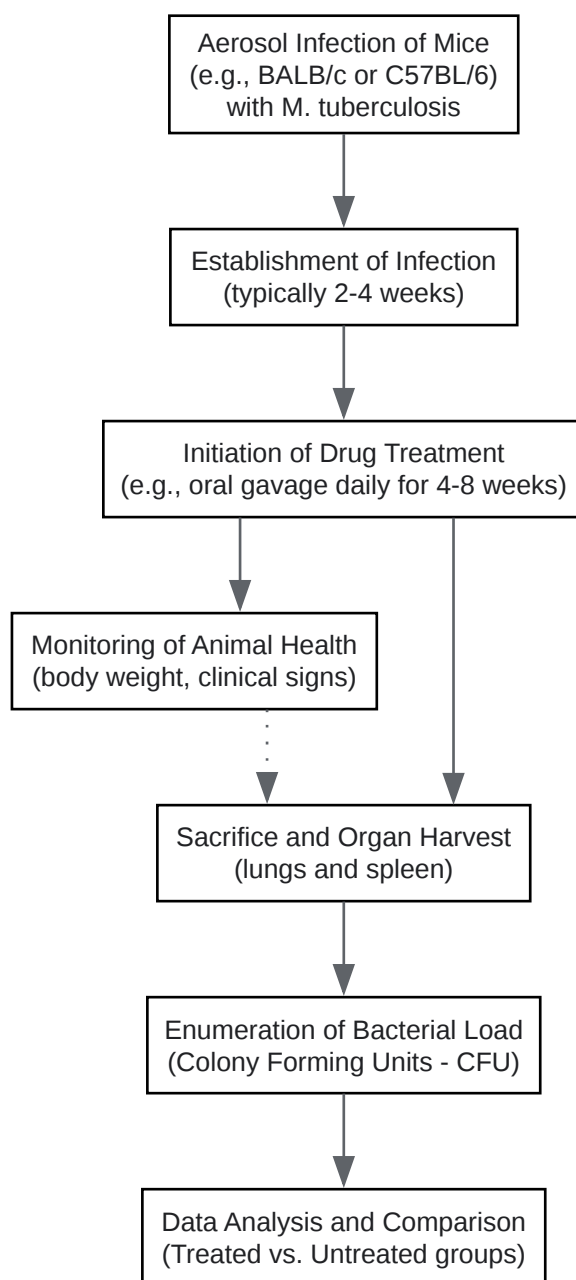 Aerosol Infection of Mice
(e.g., BALB/c or C57BL/6)
with M. tuberculosis
Establishment of Infection
(typically 2-4 weeks)
Initiation of Drug Treatment
(e.g., oral gavage daily for 4-8 weeks)
Monitoring of Animal Health
(body weight, clinical signs)
Sacrifice and Organ Harvest
(lungs and spleen)
Enumeration of Bacterial Load
(Colony Forming Units - CFU)
Data Analysis and Comparison
(Treated vs. Untreated groups)